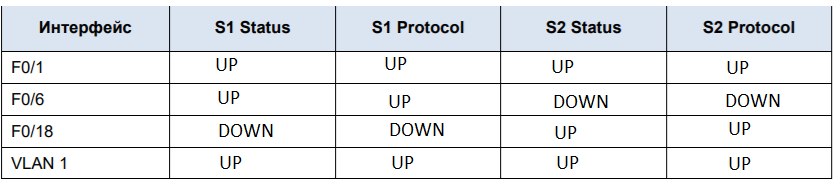 Интерфейс S1 Status S1 Protocol S2 Status S2 Protocol
F0/1 UP UP UP UP
F0/6 UP UP DOWN DOWN
F0/18 DOWN DOWN UP UP
VLAN 1 UP UP UP UP